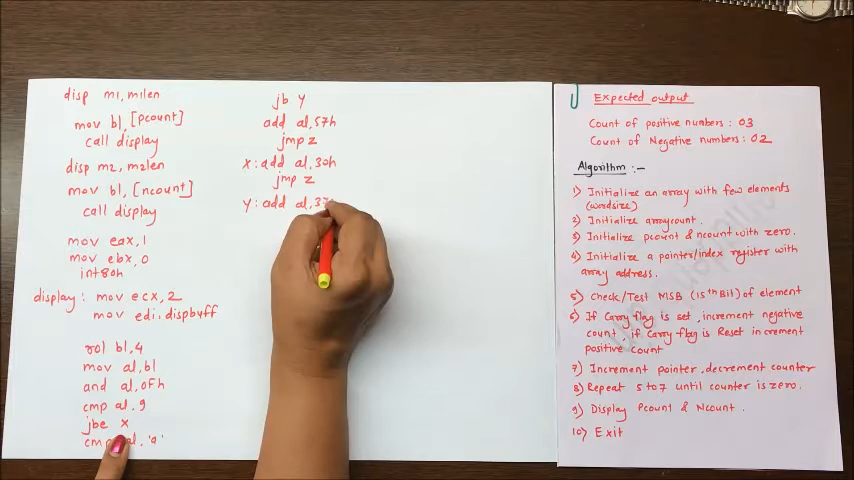 disp m1, m1len
mov bl, [pcount]
call display
disp m2, m2len
mov bl, [ncount]
call display
mov eax, 1
mov ebx, 0
int 80h
display: mov ecx, 2
mov edi, dispbuff
rol bl, 4
mov al, bl
and al, 0Fh
cmp al, 9
jbe x
cmp al, 'a'
jb y
add al, 57h
jmp z
x: add al, 30h
jmp z
y: add al, 37
Expected output
Count of positive numbers : 03
Count of Negative numbers : 02
Algorithm :-
1) Initialize an array with few elements
(wordsize)
2) Initialize arraycount.
3) Initialize pcount & ncount with zero.
4) Initialize a pointer/index register with
array address.
5) Check/Test MSB (15th Bit) of element
6) If Carry flag is set, increment negative
count. if Carry flag is Reset increment
positive count
7) Increment pointer, decrement counter
8) Repeat 5 to 7 until counter is zero.
9) Display Pcount & Ncount.
10) Exit